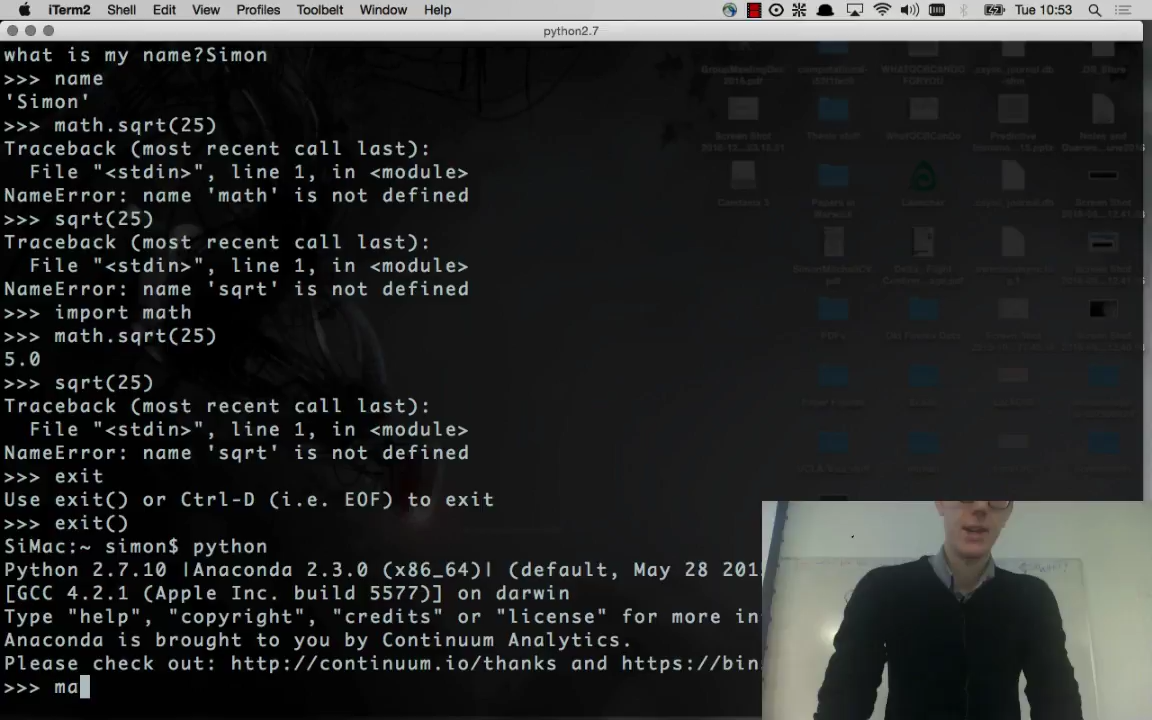 iTerm2 Shell Edit View Profiles Toolbelt Window Help Tue 10:53
python2.7
what is my name?Simon
>>> name
'Simon'
>>> math.sqrt(25)
Traceback (most recent call last):
File "<stdin>", line 1, in <module>
NameError: name 'math' is not defined
>>> sqrt(25)
Traceback (most recent call last):
File "<stdin>", line 1, in <module>
NameError: name 'sqrt' is not defined
>>> import math
>>> math.sqrt(25)
5.0
>>> sqrt(25)
Traceback (most recent call last):
File "<stdin>", line 1, in <module>
NameError: name 'sqrt' is not defined
>>> exit
Use exit() or Ctrl-D (i.e. EOF) to exit
>>> exit()
SiMac:~ simon$ python
Python 2.7.10 |Anaconda 2.3.0 (x86_64)| (default, May 28 201
[GCC 4.2.1 (Apple Inc. build 5577)] on darwin
Type "help", "copyright", "credits" or "license" for more in
Anaconda is brought to you by Continuum Analytics.
Please check out: http://continuum.io/thanks and https://bin
>>> ma